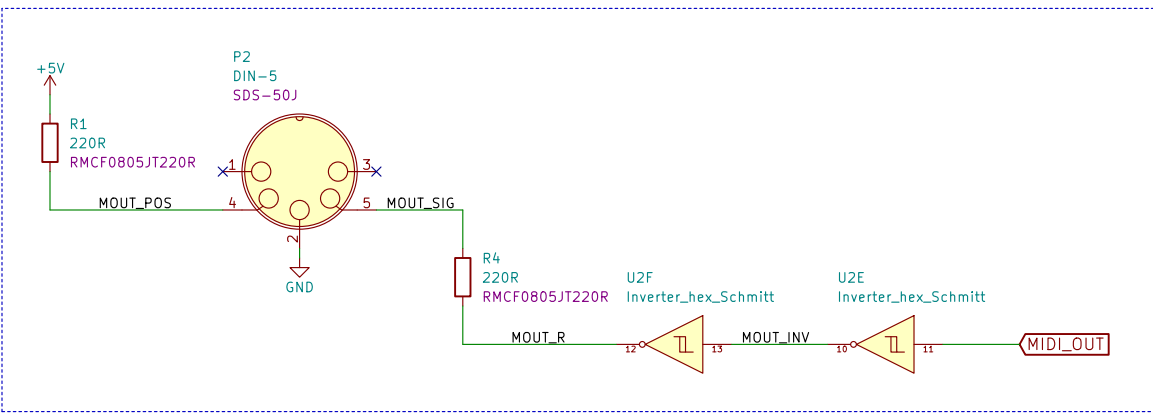 P2
DIN-5
SDS-50J
+5V
R1
220R
RMCF0805JT220R
1
3
MOUT_POS
4
5
MOUT_SIG
2
GND
R4
220R
RMCF0805JT220R
U2F
Inverter_hex_Schmitt
U2E
Inverter_hex_Schmitt
MOUT_R
12
13
MOUT_INV
10
11
MIDI_OUT